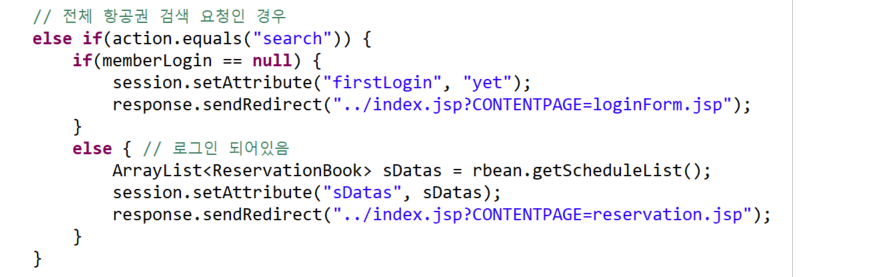 // 전체 항공권 검색 요청인 경우
else if(action.equals("search")) {
if(memberLogin == null) {
session.setAttribute("firstLogin", "yet");
response.sendRedirect("../index.jsp?CONTENTPAGE=loginForm.jsp");
}
else { // 로그인 되어있음
ArrayList<ReservationBook> sDatas = rbean.getScheduleList();
session.setAttribute("sDatas", sDatas);
response.sendRedirect("../index.jsp?CONTENTPAGE=reservation.jsp");
}
}